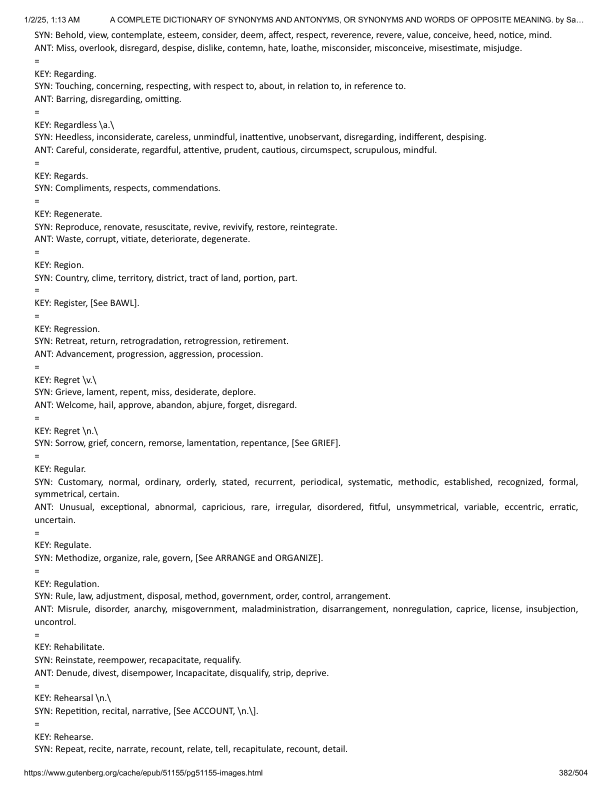 1/2/25, 1:13 AM A COMPLETE DICTIONARY OF SYNONYMS AND ANTONYMS, OR SYNONYMS AND WORDS OF OPPOSITE MEANING. by Sa…
SYN: Behold, view, contemplate, esteem, consider, deem, affect, respect, reverence, revere, value, conceive, heed, notice, mind.
ANT: Miss, overlook, disregard, despise, dislike, contemn, hate, loathe, misconsider, misconceive, misestimate, misjudge.
=
KEY: Regarding.
SYN: Touching, concerning, respecting, with respect to, about, in relation to, in reference to.
ANT: Barring, disregarding, omitting.
=
KEY: Regardless \a.\
SYN: Heedless, inconsiderate, careless, unmindful, inattentive, unobservant, disregarding, indifferent, despising.
ANT: Careful, considerate, regardful, attentive, prudent, cautious, circumspect, scrupulous, mindful.
=
KEY: Regards.
SYN: Compliments, respects, commendations.
=
KEY: Regenerate.
SYN: Reproduce, renovate, resuscitate, revive, revivify, restore, reintegrate.
ANT: Waste, corrupt, vitiate, deteriorate, degenerate.
=
KEY: Region.
SYN: Country, clime, territory, district, tract of land, portion, part.
=
KEY: Register, [See BAWL].
=
KEY: Regression.
SYN: Retreat, return, retrogradation, retrogression, retirement.
ANT: Advancement, progression, aggression, procession.
=
KEY: Regret \v.\
SYN: Grieve, lament, repent, miss, desiderate, deplore.
ANT: Welcome, hail, approve, abandon, abjure, forget, disregard.
=
KEY: Regret \n.\
SYN: Sorrow, grief, concern, remorse, lamentation, repentance, [See GRIEF].
=
KEY: Regular.
SYN: Customary, normal, ordinary, orderly, stated, recurrent, periodical, systematic, methodic, established, recognized, formal,
symmetrical, certain.
ANT: Unusual, exceptional, abnormal, capricious, rare, irregular, disordered, fitful, unsymmetrical, variable, eccentric, erratic,
uncertain.
=
KEY: Regulate.
SYN: Methodize, organize, rale, govern, [See ARRANGE and ORGANIZE].
=
KEY: Regulation.
SYN: Rule, law, adjustment, disposal, method, government, order, control, arrangement.
ANT: Misrule, disorder, anarchy, misgovernment, maladministration, disarrangement, nonregulation, caprice, license, insubjection,
uncontrol.
=
KEY: Rehabilitate.
SYN: Reinstate, reempower, recapacitate, requalify.
ANT: Denude, divest, disempower, Incapacitate, disqualify, strip, deprive.
=
KEY: Rehearsal \n.\
SYN: Repetition, recital, narrative, [See ACCOUNT, \n.\].
=
KEY: Rehearse.
SYN: Repeat, recite, narrate, recount, relate, tell, recapitulate, recount, detail.
https://www.gutenberg.org/cache/epub/51155/pg51155-images.html 382/504